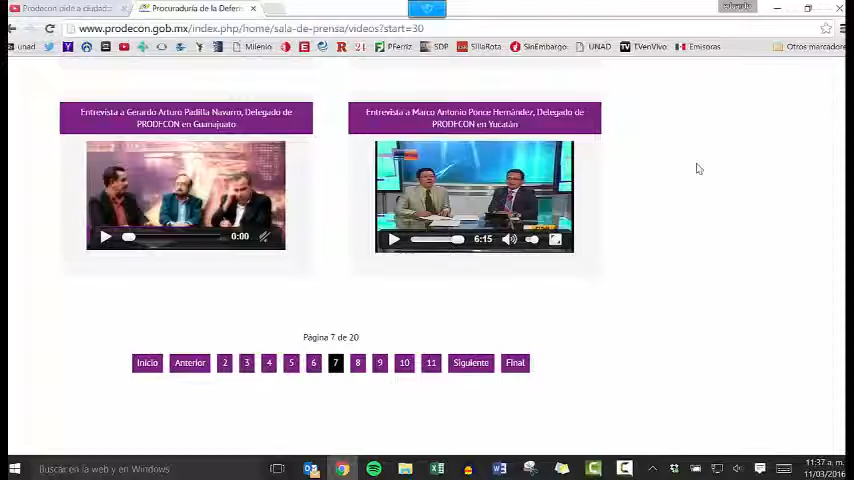 Prodecon pide a ciudad
Procuraduría de la Defens
eduardo
www.prodecon.gob.mx/index.php/home/sala-de-prensa/videos?start=30
unad
Milenio
PFerriz
SDP
SillaRota
SinEmbargo
UNAD
TVenVivo
Emisoras
Otros marcadores
Entrevista a Gerardo Arturo Padilla Navarro, Delegado de
PRODECON en Guanajuato
Entrevista a Marco Antonio Ponce Hernández, Delegado de
PRODECON en Yucatán
0:00
6:15
Página 7 de 20
Inicio Anterior 2 3 4 5 6 7 8 9 10 11 Siguiente Final
Buscar en la web y en Windows
11:37 a. m.
11/03/2016